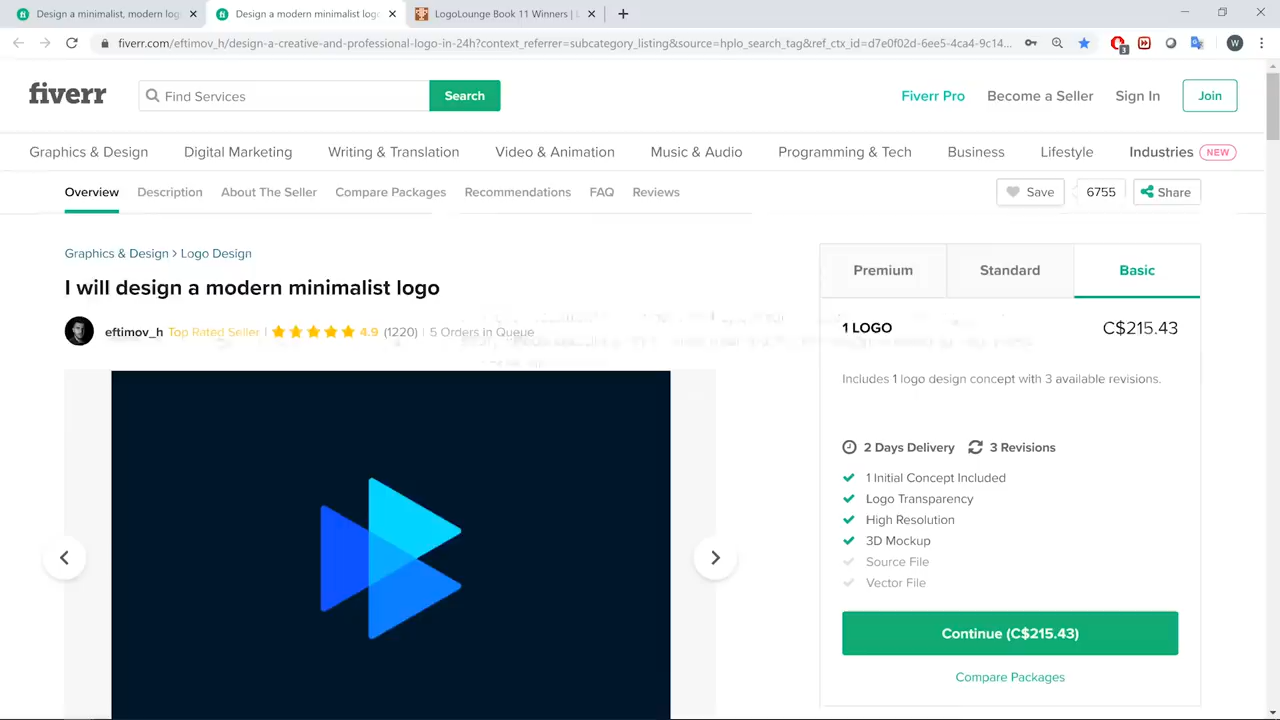 Design a minimalist, modern log
Design a modern minimalist logo
LogoLounge Book 11 Winners | L
fiverr.com/eftimov_h/design-a-creative-and-professional-logo-in-24h?context_referrer=subcategory_listing&source=hplo_search_tag&ref_ctx_id=d7e0f02d-6ee5-4ca4-9c14...
3
W
fiverr
Find Services
Search
Fiverr Pro
Become a Seller
Sign In
Join
Graphics & Design
Digital Marketing
Writing & Translation
Video & Animation
Music & Audio
Programming & Tech
Business
Lifestyle
Industries NEW
Overview
Description
About The Seller
Compare Packages
Recommendations
FAQ
Reviews
Save
6755
Share
Graphics & Design > Logo Design
I will design a modern minimalist logo
eftimov_h Top Rated Seller | 4.9 (1220) | 5 Orders in Queue
Premium
Standard
Basic
1 LOGO
C$215.43
Includes 1 logo design concept with 3 available revisions.
2 Days Delivery
3 Revisions
1 Initial Concept Included
Logo Transparency
High Resolution
3D Mockup
Source File
Vector File
Continue (C$215.43)
Compare Packages